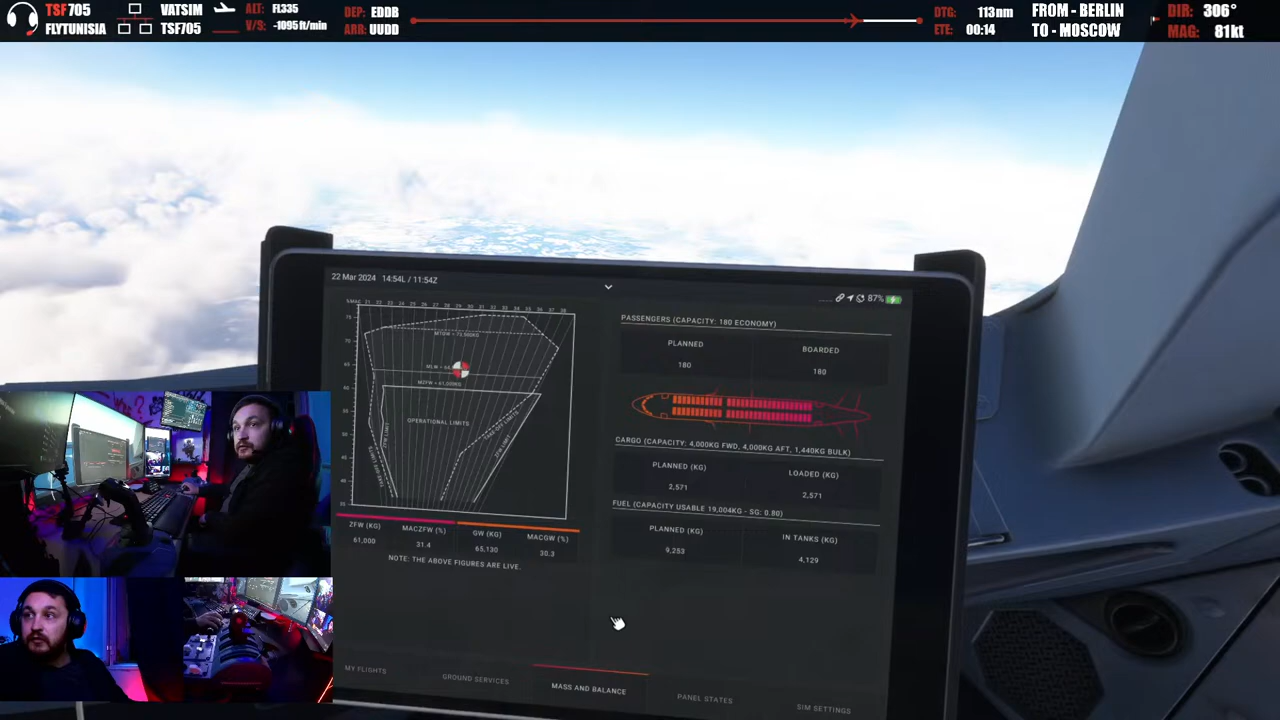 TSF705
FLYTUNISIA
VATSIM
TSF705
ALT: FL335
V/S: -1095ft/min
DEP: EDDB
ARR: UUDD
DTG: 113nm
ETE: 00:14
FROM - BERLIN
TO - MOSCOW
DIR: 306°
MAG: 81kt
22 Mar 2024 14:54L / 11:54Z
87%
PASSENGERS (CAPACITY: 180 ECONOMY)
PLANNED
BOARDED
180
180
CARGO (CAPACITY: 4,000KG FWD, 4,000KG AFT, 1,440KG BULK)
PLANNED (KG)
LOADED (KG)
2,571
2,571
FUEL (CAPACITY USABLE 19,004KG - SG: 0.80)
PLANNED (KG)
IN TANKS (KG)
9,253
4,129
MZFW = 61,000KG
OPERATIONAL LIMITS
ZFW (KG)
MACZFW (%)
GW (KG)
MACGW (%)
61,000
31.4
65,130
30.3
NOTE: THE ABOVE FIGURES ARE LIVE.
MY FLIGHTS
GROUND SERVICES
MASS AND BALANCE
PANEL STATES
SIM SETTINGS